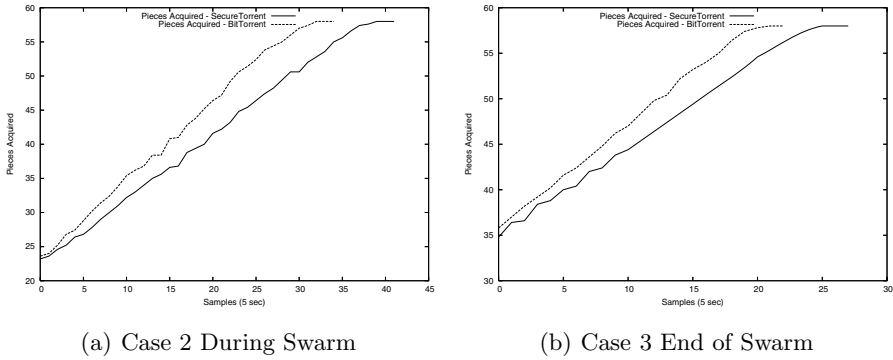 Pieces Acquired - SecureTorrent
Pieces Acquired - BitTorrent
60
55
50
45
40
35
30
25
20
Pieces Acquired
0 5 10 15 20 25 30 35 40 45
Samples (5 sec)
(a) Case 2 During Swarm
Pieces Acquired - SecureTorrent
Pieces Acquired - BitTorrent
60
55
50
45
40
35
30
Pieces Acquired
0 5 10 15 20 25 30
Samples (5 sec)
(b) Case 3 End of Swarm